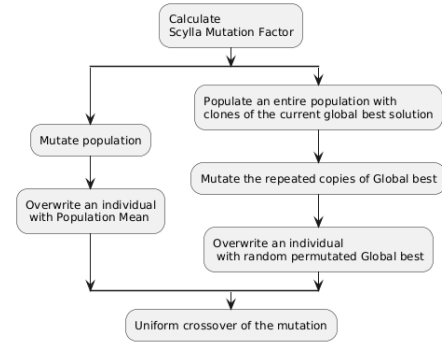 Calculate
Scylla Mutation Factor
Populate an entire population with
clones of the current global best solution
Mutate population
Mutate the repeated copies of Global best
Overwrite an individual
with Population Mean
Overwrite an individual
with random permutated Global best
Uniform crossover of the mutation